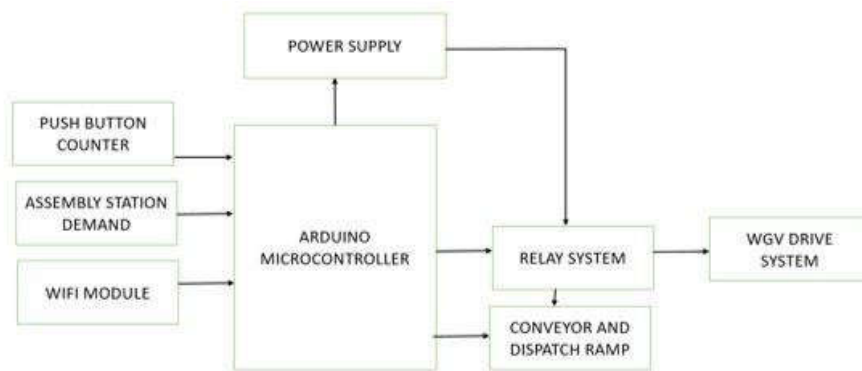 POWER SUPPLY
PUSH BUTTON
COUNTER
ASSEMBLY STATION
DEMAND
WIFI MODULE
ARDUINO
MICROCONTROLLER
RELAY SYSTEM
WGV DRIVE
SYSTEM
CONVEYOR AND
DISPATCH RAMP